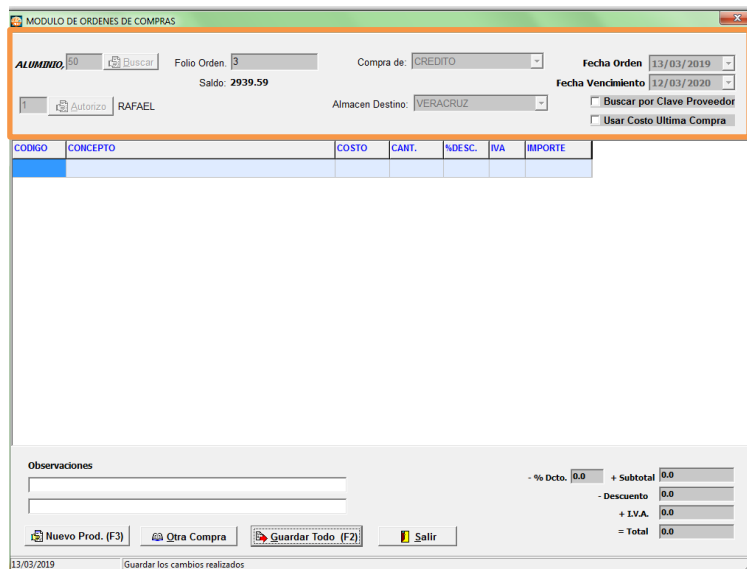 MODULO DE ORDENES DE COMPRAS
ALUMINIO, 50 Buscar Folio Orden. 3 Compra de: CREDITO Fecha Orden 13/03/2019
Saldo: 2939.59 Fecha Vencimiento 12/03/2020
1 Autorizo RAFAEL Almacen Destino: VERACRUZ Buscar por Clave Proveedor
Usar Costo Ultima Compra
CODIGO CONCEPTO COSTO CANT. %DESC. IVA IMPORTE
Observaciones
- % Dcto. 0.0 + Subtotal 0.0
- Descuento 0.0
+ I.V.A. 0.0
Nuevo Prod. (F3) Otra Compra Guardar Todo (F2) Salir = Total 0.0
13/03/2019 Guardar los cambios realizados